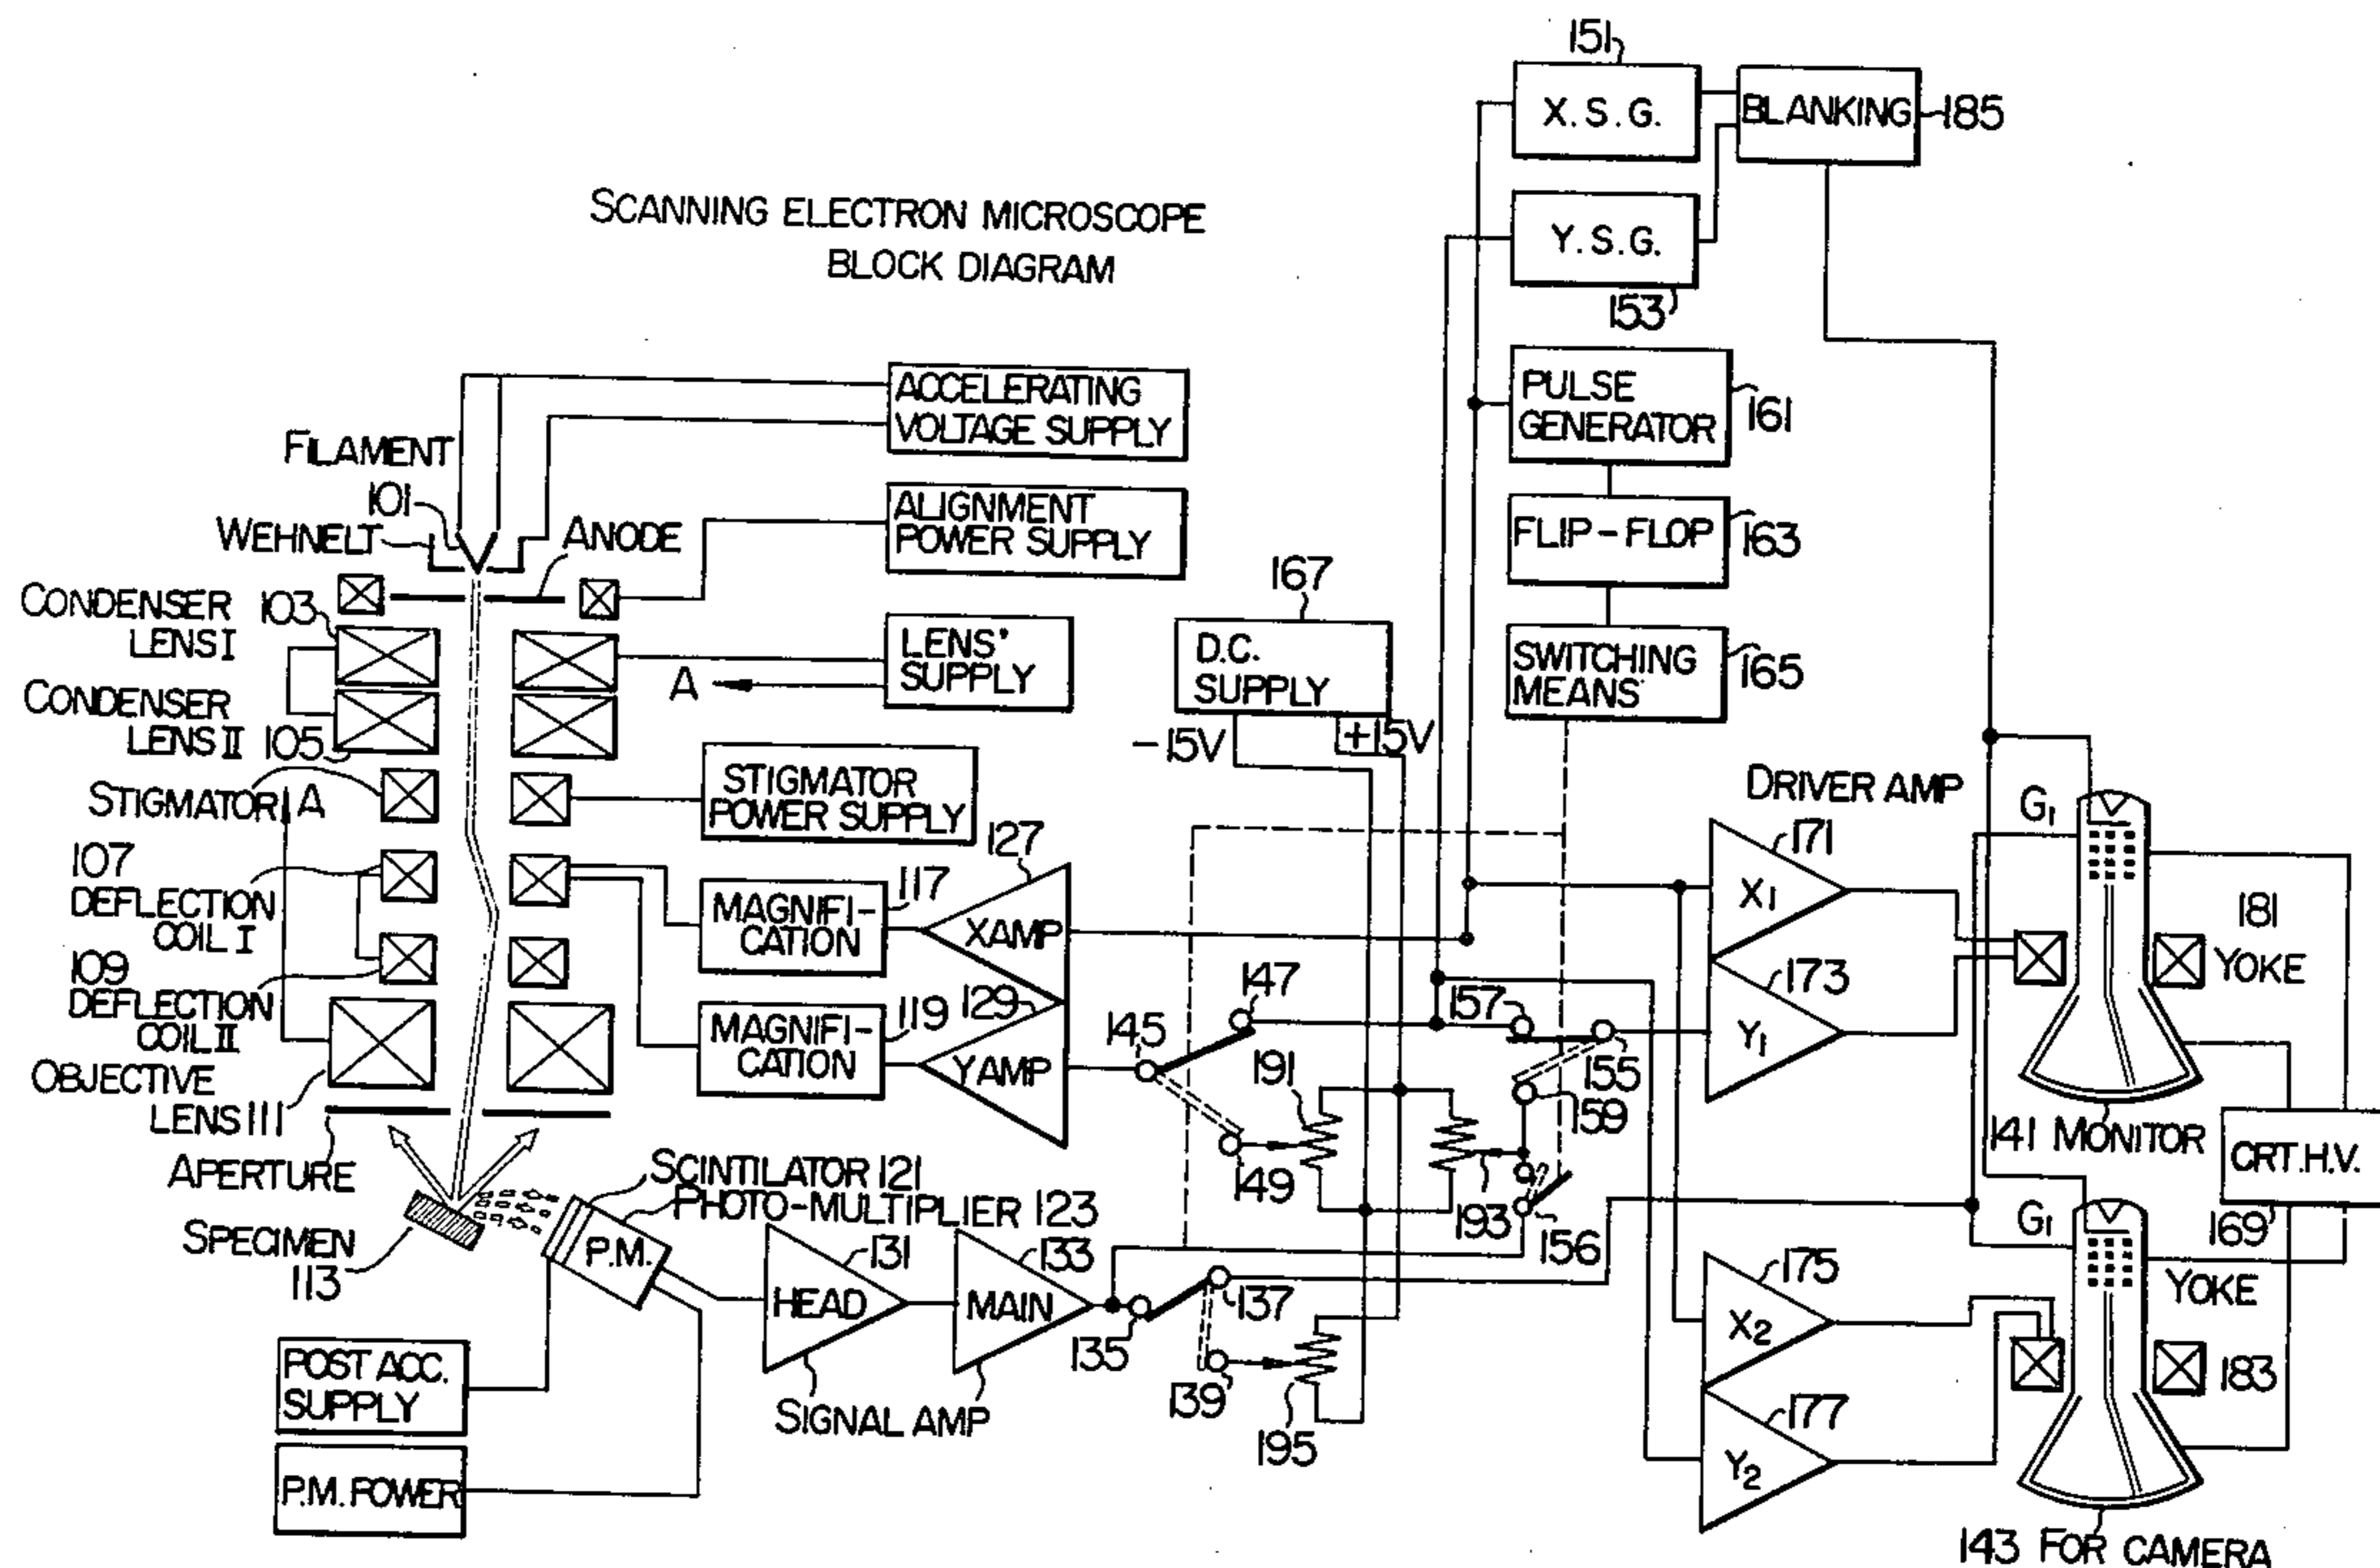 SCANNING ELECTRON MICROSCOPE
BLOCK DIAGRAM
151
X. S. G.
BLANKING
185
Y. S. G.
153
ACCELERATING
VOLTAGE SUPPLY
PULSE
GENERATOR
161
FILAMENT
101
WEHNELT
ANODE
ALIGNMENT
POWER SUPPLY
FLIP-FLOP
163
CONDENSER
LENS I
103
167
D.C.
SUPPLY
-15V
+15V
SWITCHING
MEANS
165
LENS'
SUPPLY
A
CONDENSER
LENS II
105
STIGMATOR
A
STIGMATOR
POWER SUPPLY
DRIVER AMP
107
DEFLECTION
COIL I
MAGNIFI-
CATION
117
127
XAMP
171
X1
G1
181
YOKE
109
DEFLECTION
COIL II
MAGNIFI-
CATION
119
129
YAMP
145
147
157
155
173
Y1
OBJECTIVE
LENS 111
191
149
159
193
156
141 MONITOR
CRT.H.V.
169
APERTURE
SCINTILATOR 121
PHOTO-MULTIPLIER 123
P.M.
SPECIMEN
113
131
HEAD
133
MAIN
135
137
139
195
SIGNAL AMP
175
X2
177
Y2
G1
YOKE
183
POST ACC.
SUPPLY
P.M. POWER
143 FOR CAMERA